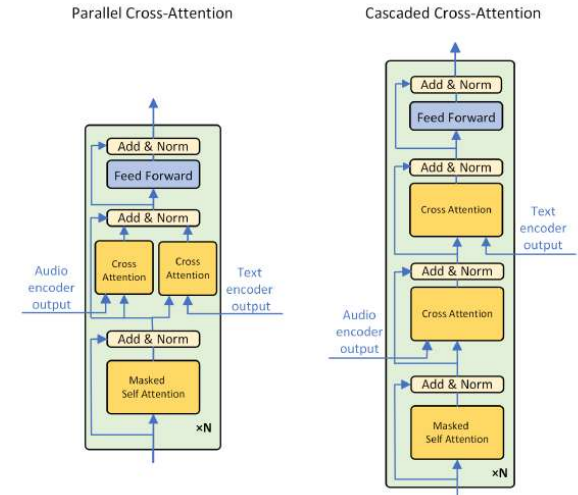 Parallel Cross-Attention
Add & Norm
Feed Forward
Add & Norm
Cross
Attention
Cross
Attention
Audio
encoder
output
Text
encoder
output
Add & Norm
Masked
Self Attention
×N
Cascaded Cross-Attention
Add & Norm
Feed Forward
Add & Norm
Cross Attention
Text
encoder
output
Add & Norm
Cross Attention
Audio
encoder
output
Add & Norm
Masked
Self Attention
×N